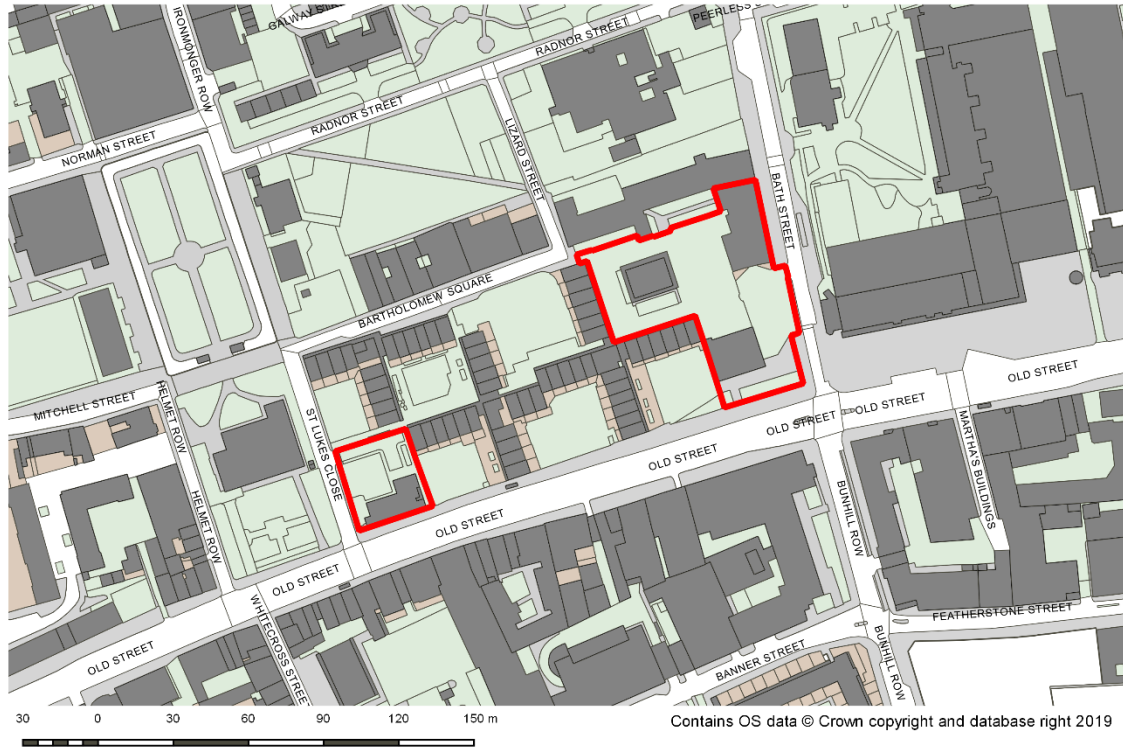 GALWAY
PEERLESS
IRONMONGER ROW
RADNOR STREET
RADNOR STREET
NORMAN STREET
LIZARD STREET
BATH STREET
BARTHOLOMEW SQUARE
MITCHELL STREET
HELMET ROW
HELMET ROW
ST LUKES CLOSE
OLD STREET
OLD STREET
OLD STREET
OLD STREET
OLD STREET
OLD STREET
OLD STREET
MARTHA'S BUILDINGS
BUNHILL ROW
BUNHILL ROW
WHITECROSS STREET
FEATHERSTONE STREET
BANNER STREET
30 0 30 60 90 120 150 m
Contains OS data © Crown copyright and database right 2019